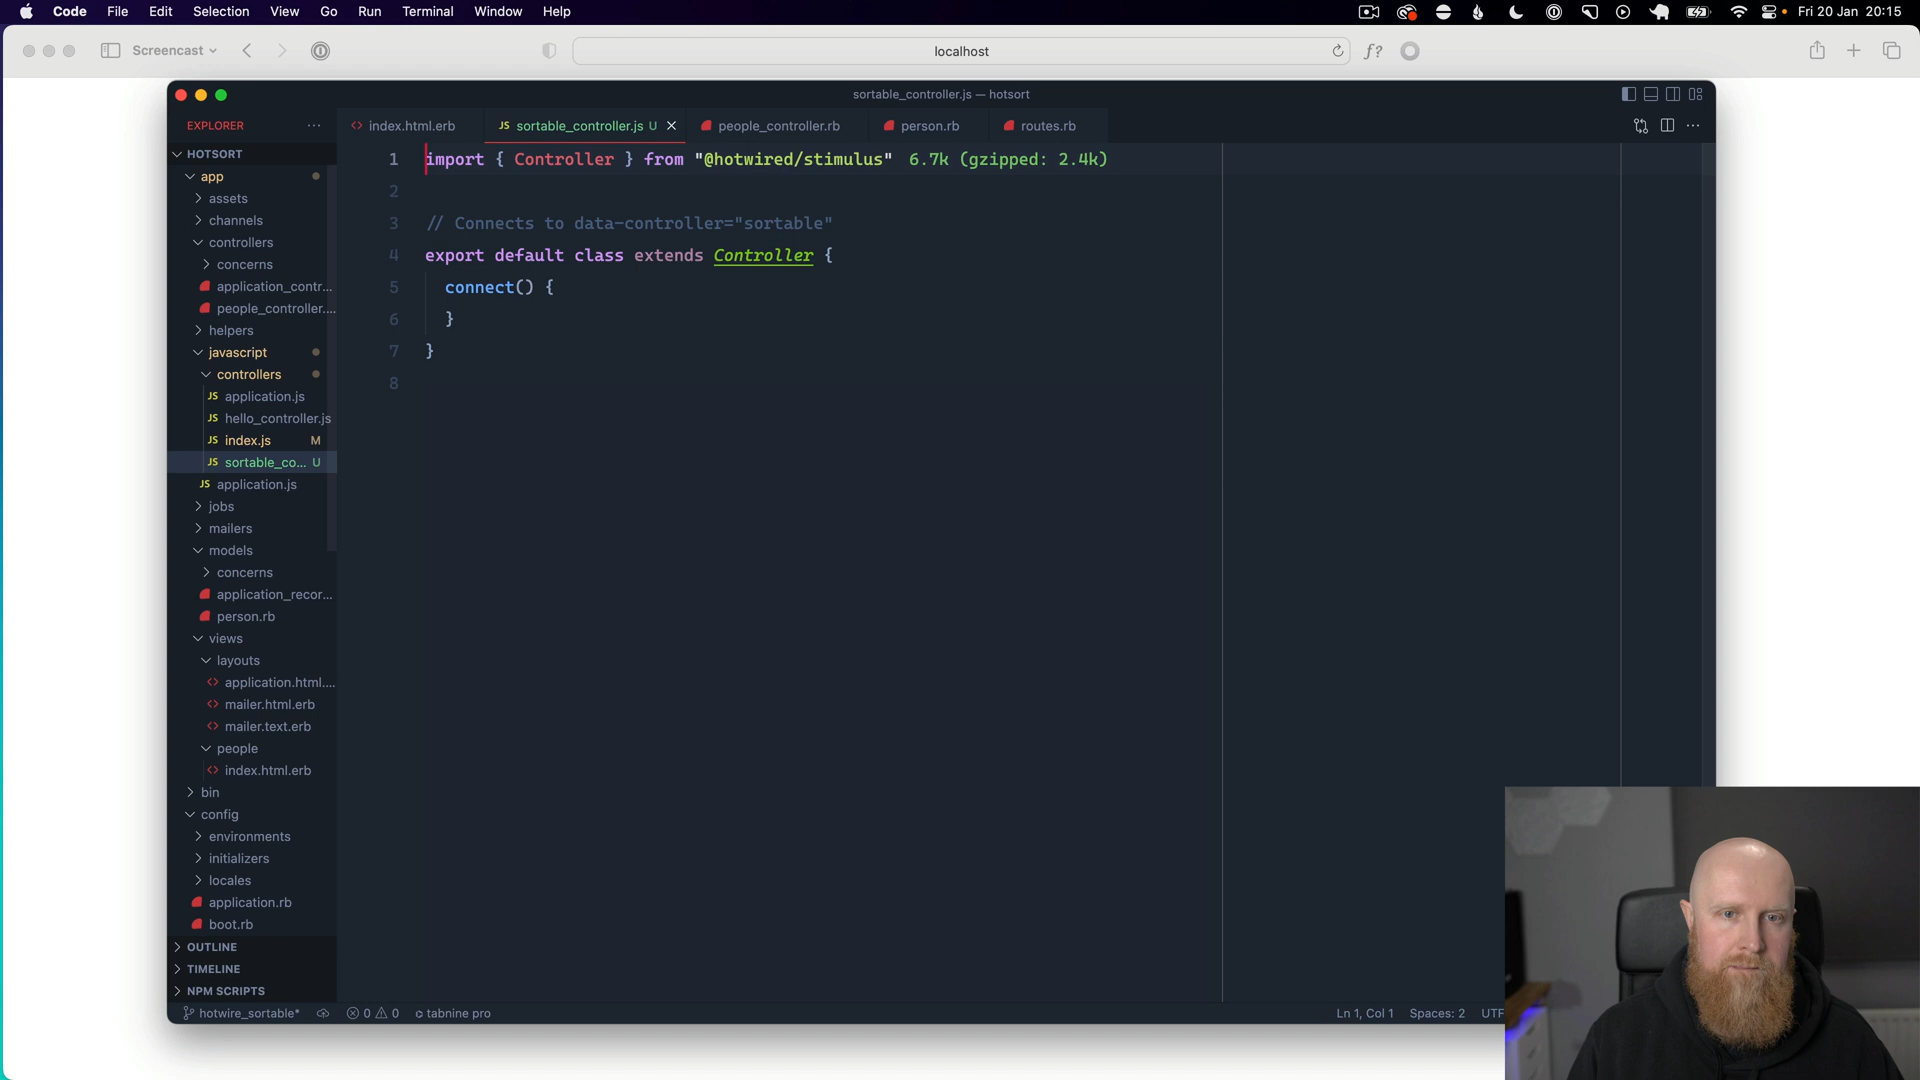 Code File Edit Selection View Go Run Terminal Window Help Fri 20 Jan 20:15
Screencast localhost f?
sortable_controller.js — hotsort
EXPLORER
index.html.erb
JS sortable_controller.js U
people_controller.rb
person.rb
routes.rb
HOTSORT
app
assets
channels
controllers
concerns
application_contr...
people_controller....
helpers
javascript
controllers
JS application.js
JS hello_controller.js
JS index.js M
JS sortable_co... U
JS application.js
jobs
mailers
models
concerns
application_recor...
person.rb
views
layouts
application.html....
mailer.html.erb
mailer.text.erb
people
index.html.erb
bin
config
environments
initializers
locales
application.rb
boot.rb
OUTLINE
TIMELINE
NPM SCRIPTS
1 import { Controller } from "@hotwired/stimulus" 6.7k (gzipped: 2.4k)
2
3 // Connects to data-controller="sortable"
4 export default class extends Controller {
5 connect() {
6 }
7 }
8
hotwire_sortable* 0 0 tabnine pro Ln 1, Col 1 Spaces: 2 UTF